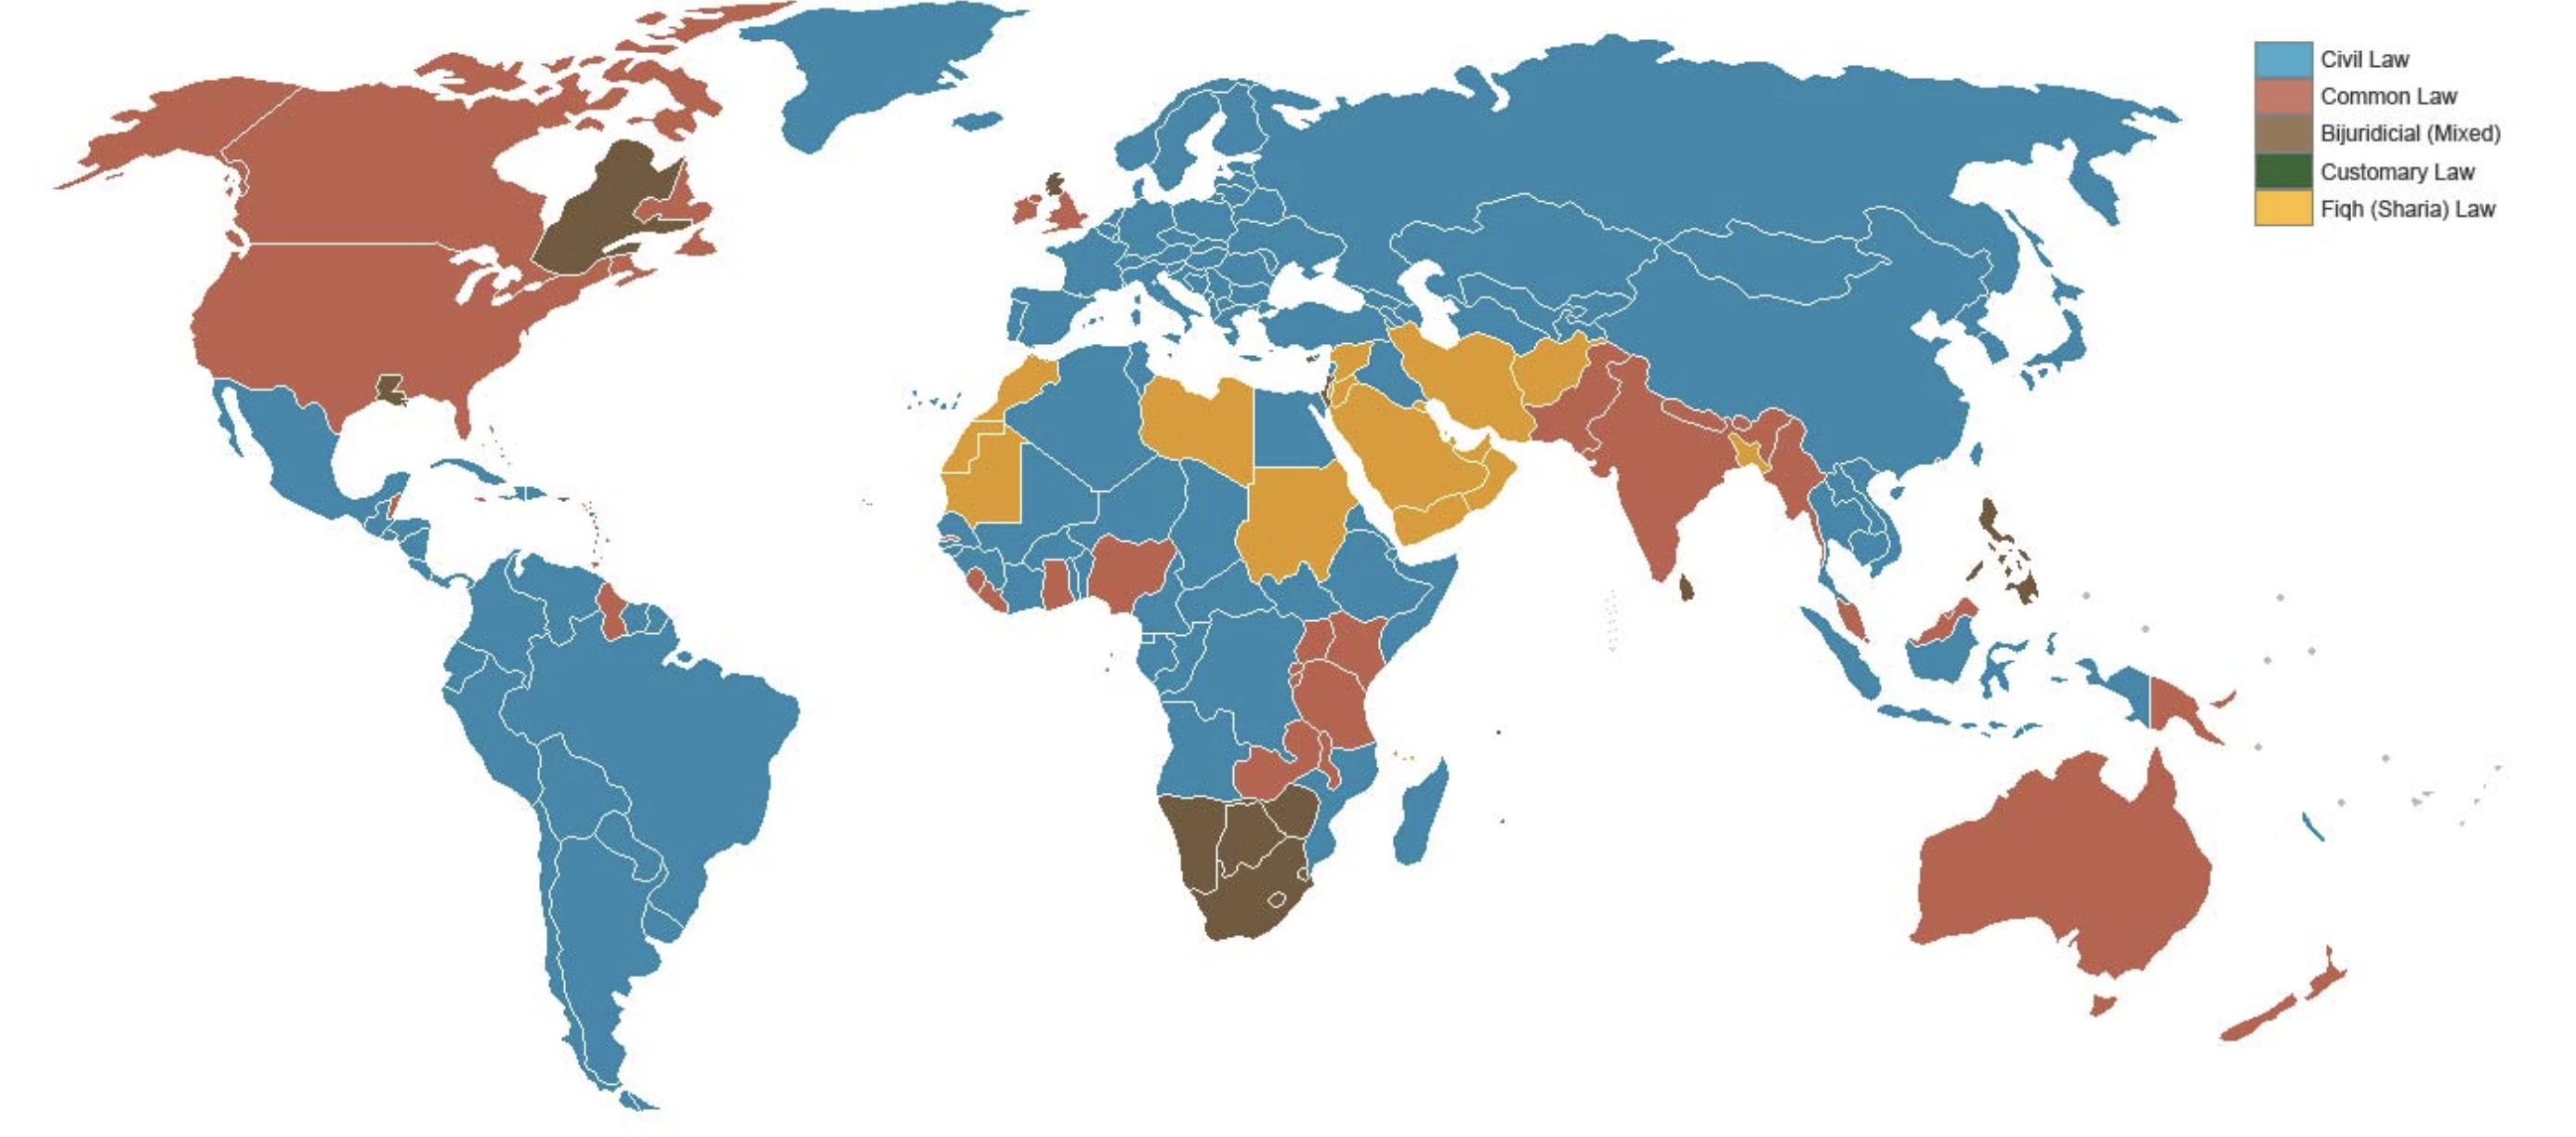 Civil Law
Common Law
Bijuridicial (Mixed)
Customary Law
Fiqh (Sharia) Law